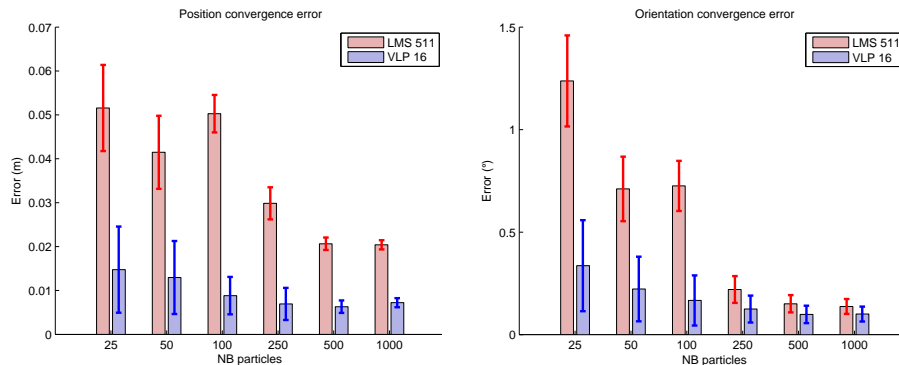 Position convergence error
0.07
0.06
0.05
0.04
0.03
0.02
0.01
0
Error (m)
LMS 511
VLP 16
25 50 100 250 500 1000
NB particles
Orientation convergence error
1.5
1
0.5
0
Error (°)
LMS 511
VLP 16
25 50 100 250 500 1000
NB particles